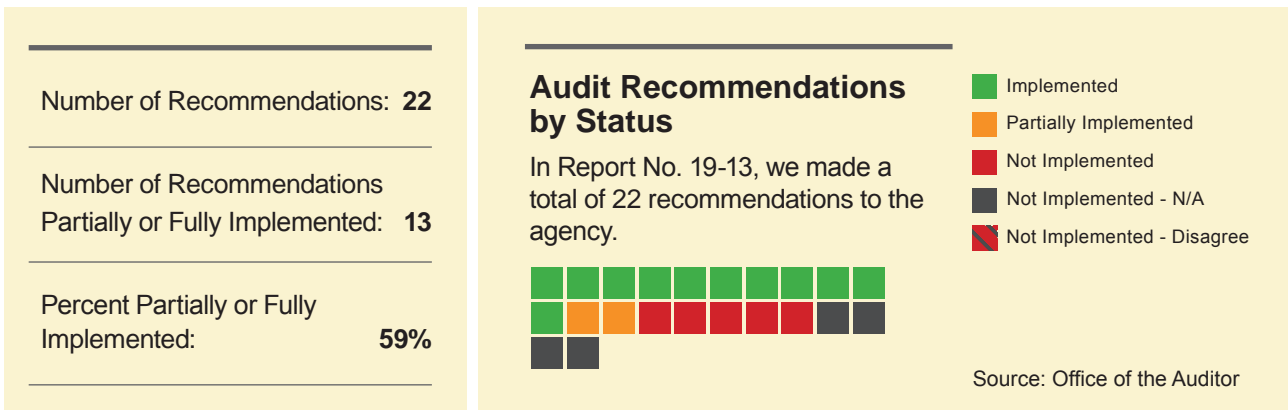 Number of Recommendations: 22
Number of Recommendations
Partially or Fully Implemented: 13
Percent Partially or Fully
Implemented: 59%
Audit Recommendations
by Status
In Report No. 19-13, we made a
total of 22 recommendations to the
agency.
Implemented
Partially Implemented
Not Implemented
Not Implemented - N/A
Not Implemented - Disagree
Source: Office of the Auditor